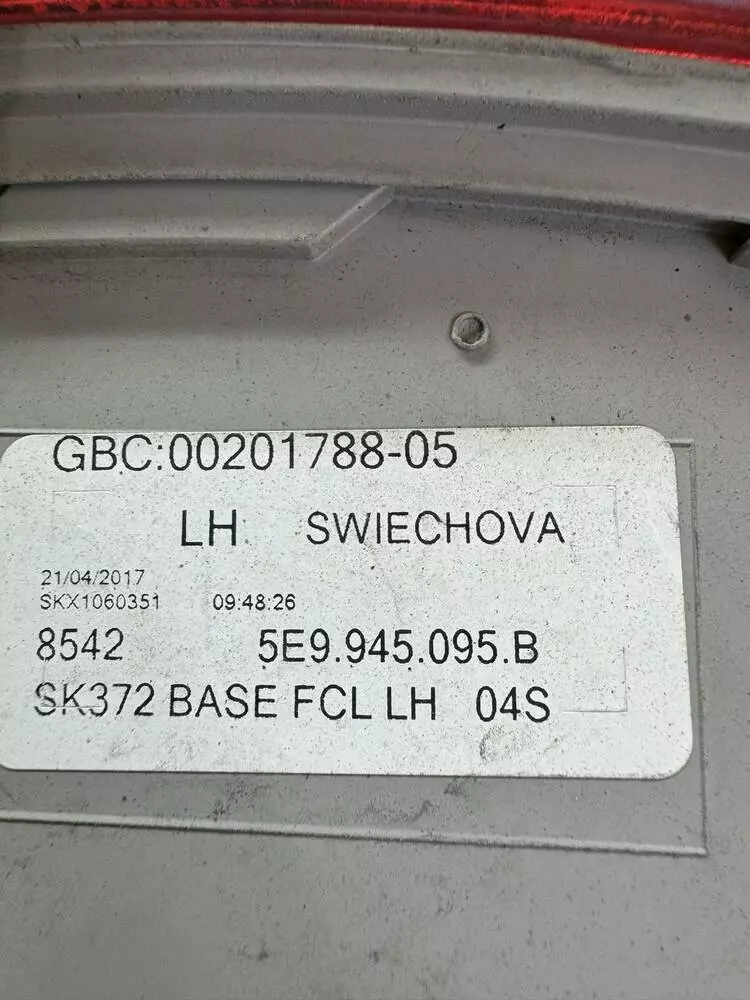 GBC:00201788-05
LH SWIECHOVA
21/04/2017
SKX1060351 09:48:26
8542 5E9.945.095.B
SK372 BASE FCL LH 04S